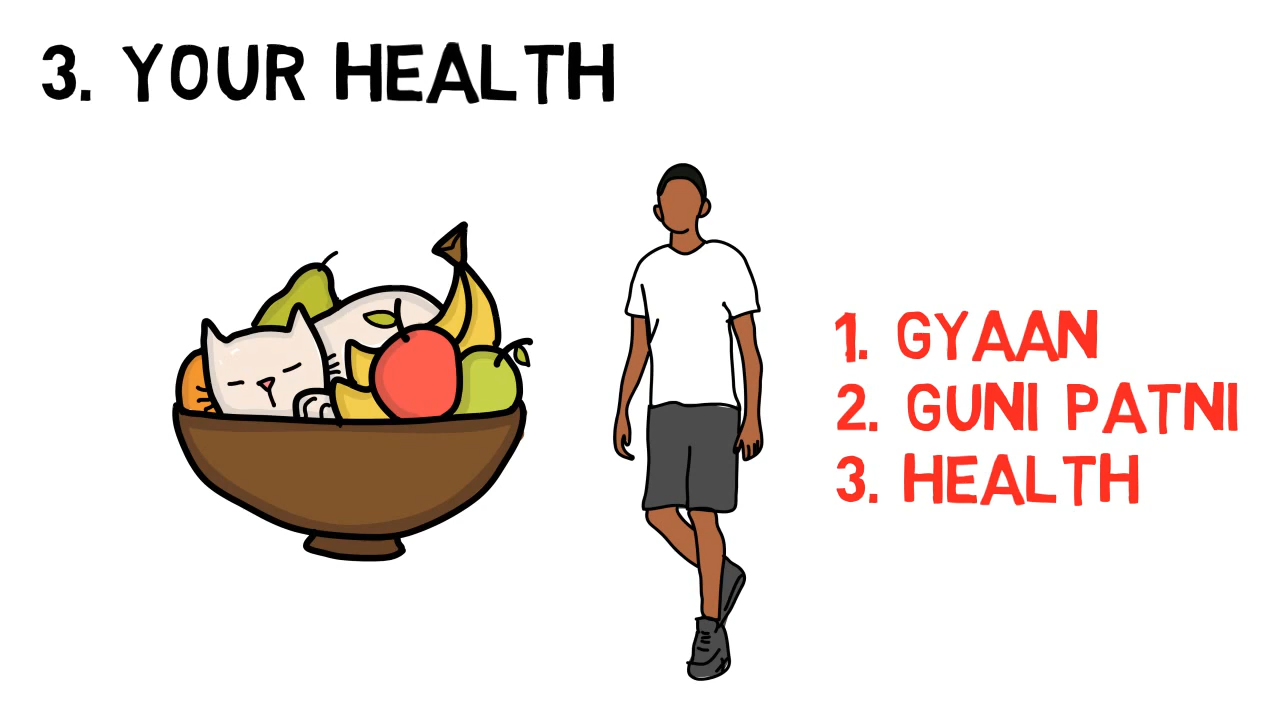 3. YOUR HEALTH
1. GYAAN
2. GUNI PATNI
3. HEALTH